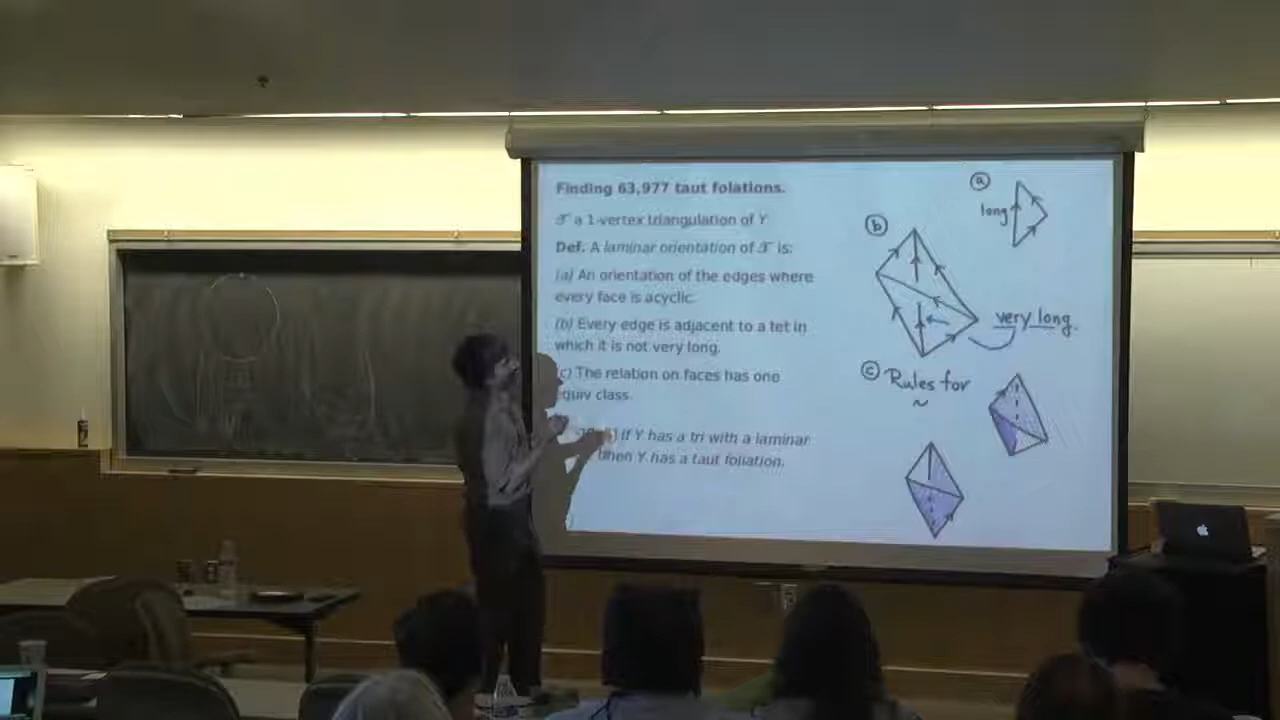 Finding 63,977 taut folations.
𝒯 a 1-vertex triangulation of Y
Def. A laminar orientation of 𝒯 is:
(a) An orientation of the edges where
every face is acyclic.
(b) Every edge is adjacent to a tet in
which it is not very long.
(c) The relation on faces has one
equiv class.
if Y has a tri with a laminar
then Y has a taut foliation.
a
long
b
very long.
c Rules for
~